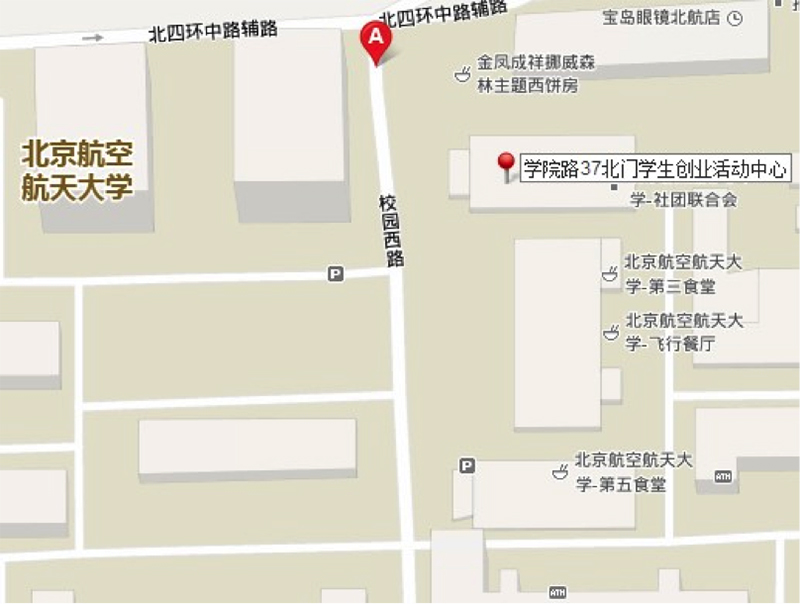 北四环中路辅路
北四环中路辅路
宝岛眼镜北航店
A
金凤成祥挪威森
林主题西饼房
北京航空
航天大学
学院路37北门学生创业活动中心
学-社团联合会
校园西路
P
北京航空航天大
学-第三食堂
北京航空航天大
学-飞行餐厅
P
北京航空航天大
学-第五食堂
ATM
ATM